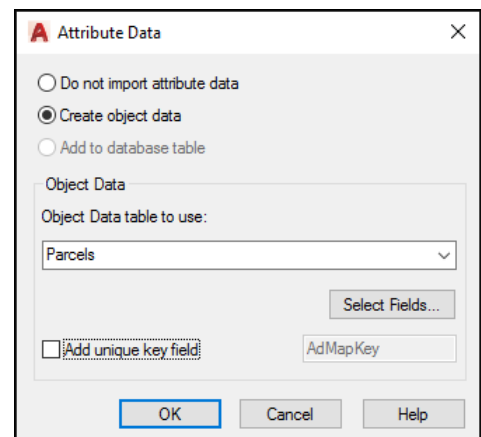 Attribute Data
Do not import attribute data
Create object data
Add to database table
Object Data
Object Data table to use:
Parcels
Select Fields...
Add unique key field AdMapKey
OK Cancel Help